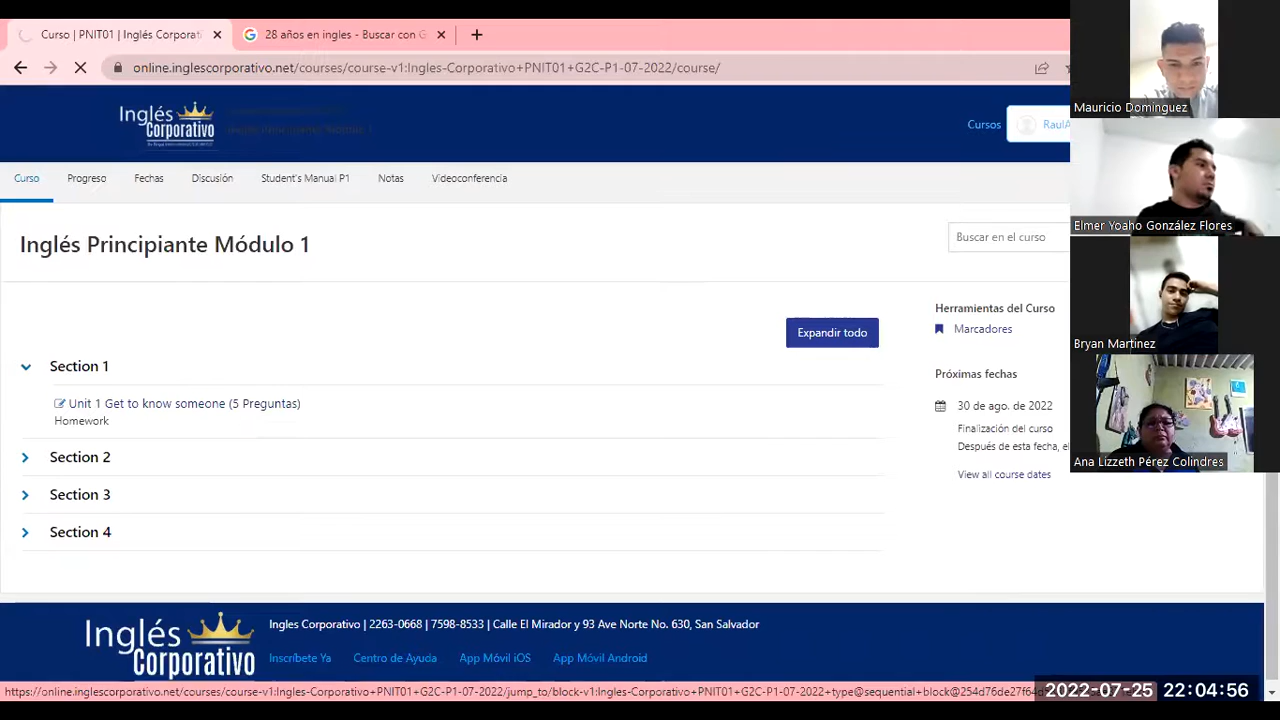 Curso | PNIT01 | Inglés Corporati
28 años en ingles - Buscar con G
online.inglescorporativo.net/courses/course-v1:Ingles-Corporativo+PNIT01+G2C-P1-07-2022/course/
Inglés Corporativo
Cursos
RaulA
Curso
Progreso
Fechas
Discusión
Student's Manual P1
Notas
Videoconferencia
Inglés Principiante Módulo 1
Buscar en el curso
Expandir todo
Herramientas del Curso
Marcadores
Section 1
Unit 1 Get to know someone (5 Preguntas)
Homework
Section 2
Section 3
Section 4
Próximas fechas
30 de ago. de 2022
Finalización del curso
Después de esta fecha, el
View all course dates
Inglés Corporativo
Ingles Corporativo | 2263-0668 | 7598-8533 | Calle El Mirador y 93 Ave Norte No. 630, San Salvador
Inscríbete Ya
Centro de Ayuda
App Móvil iOS
App Móvil Android
https://online.inglescorporativo.net/courses/course-v1:Ingles-Corporativo+PNIT01+G2C-P1-07-2022/jump_to/block-v1:Ingles-Corporativo+PNIT01+G2C-P1-07-2022+type@sequential+block@254d76de27f64d
2022-07-25 22:04:56
Mauricio Dominguez
Elmer Yoaho González Flores
Bryan Martinez
Ana Lizzeth Pérez Colindres